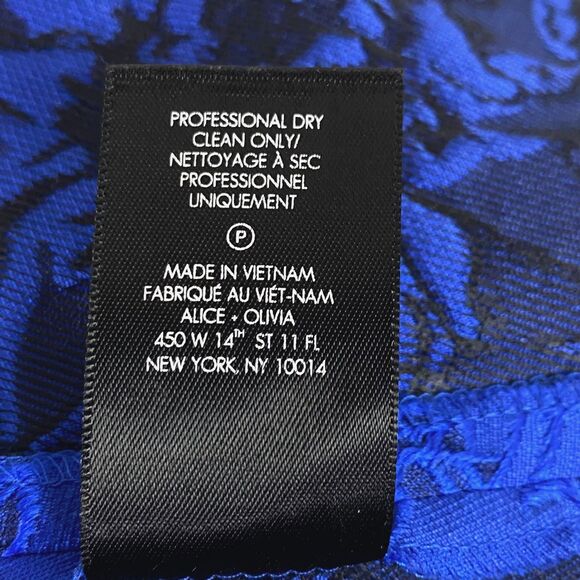 PROFESSIONAL DRY
CLEAN ONLY/
NETTOYAGE À SEC
PROFESSIONNEL
UNIQUEMENT
P
MADE IN VIETNAM
FABRIQUÉ AU VIÉT-NAM
ALICE + OLIVIA
450 W 14TH ST 11 FL
NEW YORK, NY 10014